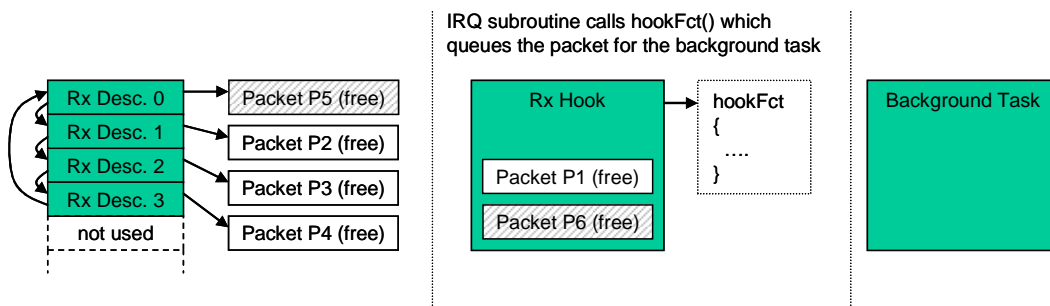 IRQ subroutine calls hookFct() which
queues the packet for the background task
Rx Desc. 0
Rx Desc. 1
Rx Desc. 2
Rx Desc. 3
not used
Packet P5 (free)
Packet P2 (free)
Packet P3 (free)
Packet P4 (free)
Rx Hook
Packet P1 (free)
Packet P6 (free)
hookFct
{
....
}
Background Task